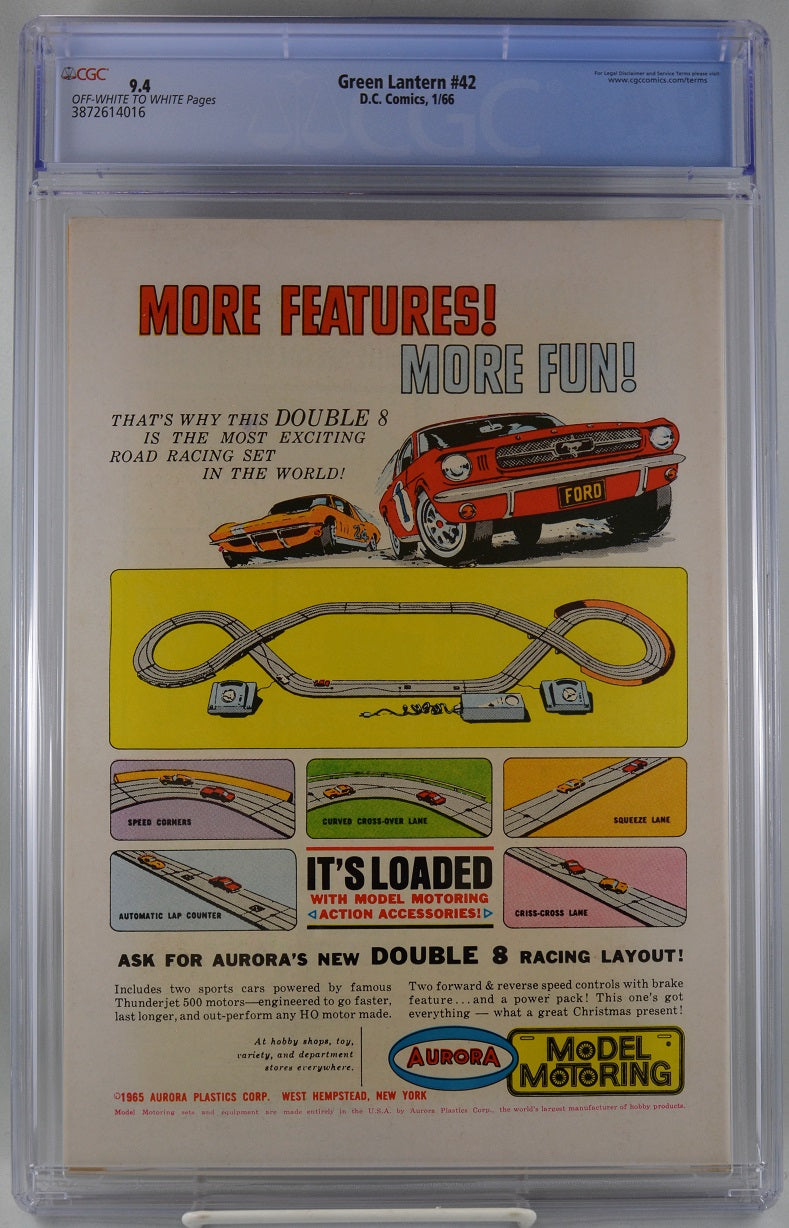 CGC
9.4
OFF-WHITE TO WHITE Pages
3872614016
Green Lantern #42
D.C. Comics, 1/66
For Legal Disclaimer and Service Terms please visit:
www.cgccomics.com/terms
CGC
MORE FEATURES!
MORE FUN!
THAT'S WHY THIS DOUBLE 8
IS THE MOST EXCITING
ROAD RACING SET
IN THE WORLD!
1
FORD
SPEED CORNERS
CURVED CROSS-OVER LANE
SQUEEZE LANE
AUTOMATIC LAP COUNTER
IT'S LOADED
WITH MODEL MOTORING
ACTION ACCESSORIES!
CRISS-CROSS LANE
ASK FOR AURORA'S NEW DOUBLE 8 RACING LAYOUT!
Includes two sports cars powered by famous
Thunderjet 500 motors—engineered to go faster,
last longer, and out-perform any HO motor made.
Two forward & reverse speed controls with brake
feature...and a power pack! This one's got
everything — what a great Christmas present!
At hobby shops, toy,
variety, and department
stores everywhere.
AURORA
MODEL
MOTORING
©1965 AURORA PLASTICS CORP. WEST HEMPSTEAD, NEW YORK
Model Motoring sets and equipment are made entirely in the U.S.A. by Aurora Plastics Corp., the world's largest manufacturer of hobby products.